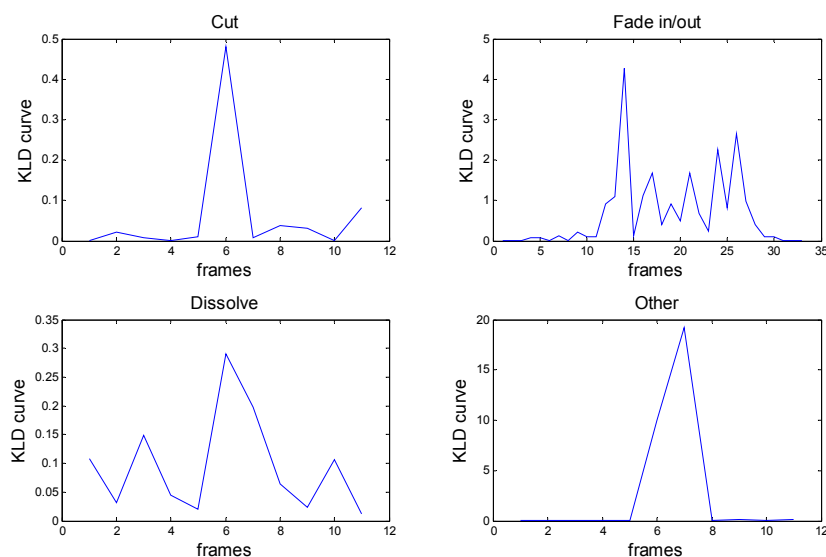 Cut
KLD curve
0.5
0.4
0.3
0.2
0.1
0
0 2 4 6 8 10 12
frames
Fade in/out
KLD curve
5
4
3
2
1
0
0 5 10 15 20 25 30 35
frames
Dissolve
KLD curve
0.35
0.3
0.25
0.2
0.15
0.1
0.05
0
0 2 4 6 8 10 12
frames
Other
KLD curve
20
15
10
5
0
0 2 4 6 8 10 12
frames